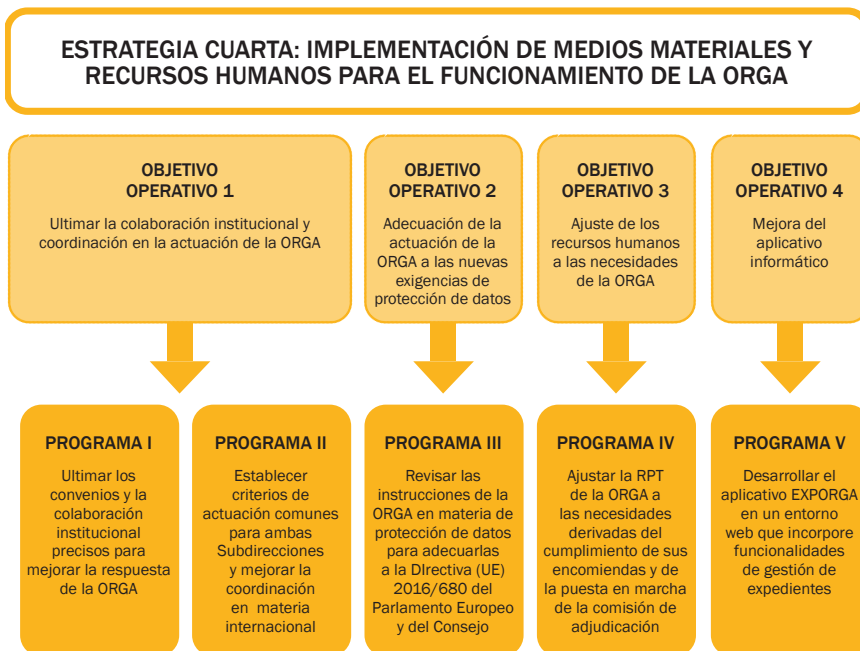 ESTRATEGIA CUARTA: IMPLEMENTACIÓN DE MEDIOS MATERIALES Y
RECURSOS HUMANOS PARA EL FUNCIONAMIENTO DE LA ORGA
OBJETIVO
OPERATIVO 1
Ultimar la colaboración institucional y
coordinación en la actuación de la ORGA
OBJETIVO
OPERATIVO 2
Adecuación de la
actuación de la
ORGA a las nuevas
exigencias de
protección de datos
OBJETIVO
OPERATIVO 3
Ajuste de los
recursos humanos
a las necesidades
de la ORGA
OBJETIVO
OPERATIVO 4
Mejora del
aplicativo
informático
PROGRAMA I
Ultimar los
convenios y la
colaboración
institucional
precisos para
mejorar la respuesta
de la ORGA
PROGRAMA II
Establecer
criterios de
actuación comunes
para ambas
Subdirecciones
y mejorar la
coordinación
en materia
internacional
PROGRAMA III
Revisar las
instrucciones de la
ORGA en materia de
protección de datos
para adecuarlas
a la DIrectiva (UE)
2016/680 del
Parlamento Europeo
y del Consejo
PROGRAMA IV
Ajustar la RPT
de la ORGA a
las necesidades
derivadas del
cumplimiento de sus
encomiendas y de
la puesta en marcha
de la comisión de
adjudicación
PROGRAMA V
Desarrollar el
aplicativo EXPORGA
en un entorno
web que incorpore
funcionalidades
de gestión de
expedientes